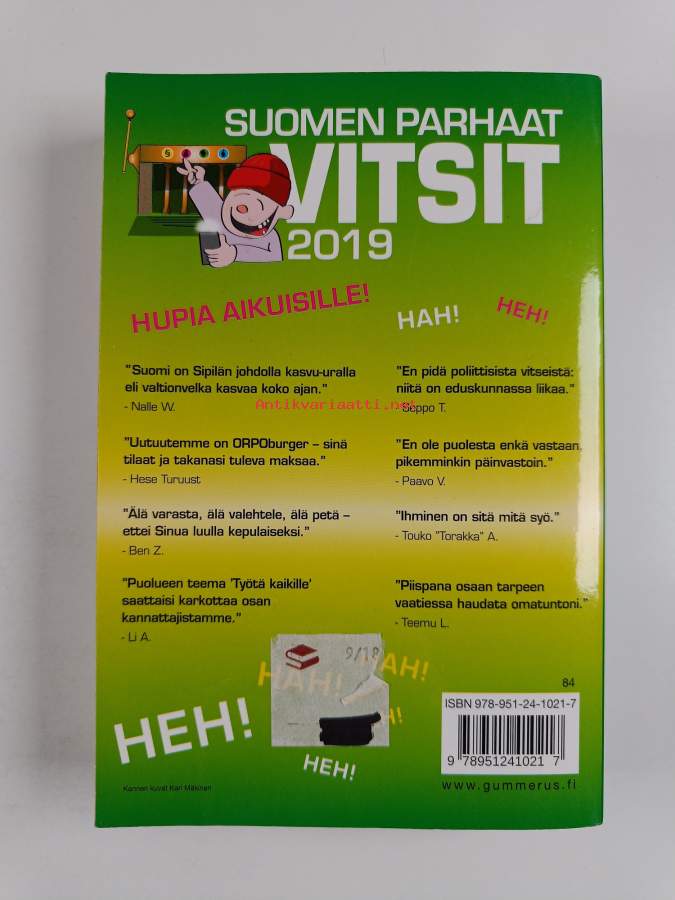 SUOMEN PARHAAT
VITSIT
2019
HUPIA AIKUISILLE!
HAH!
HEH!
"Suomi on Sipilän johdolla kasvu-uralla
eli valtionvelka kasvaa koko ajan."
- Nalle W.
"Uutuutemme on ORPOburger – sinä
tilaat ja takanasi tuleva maksaa."
- Hese Turuust
"Älä varasta, älä valehtele, älä petä –
ettei Sinua luulla kepulaiseksi."
- Ben Z.
"Puolueen teema 'Työtä kaikille'
saattaisi karkottaa osan
kannattajistamme."
- Li A.
"En pidä poliittisista vitseistä:
niitä on eduskunnassa liikaa."
- Seppo T.
"En ole puolesta enkä vastaan,
pikemminkin päinvastoin."
- Paavo V.
"Ihminen on sitä mitä syö."
- Touko "Torakka" A.
"Piispana osaan tarpeen
vaatiessa haudata omatuntoni."
- Teemu L.
Antikvariaatti.net
9/18
HAH!
HAH!
HEH!
HEH!
84
ISBN 978-951-24-1021-7
9 789512 41021 7
www.gummerus.fi
Kannen kuvat Kari Mäkinen